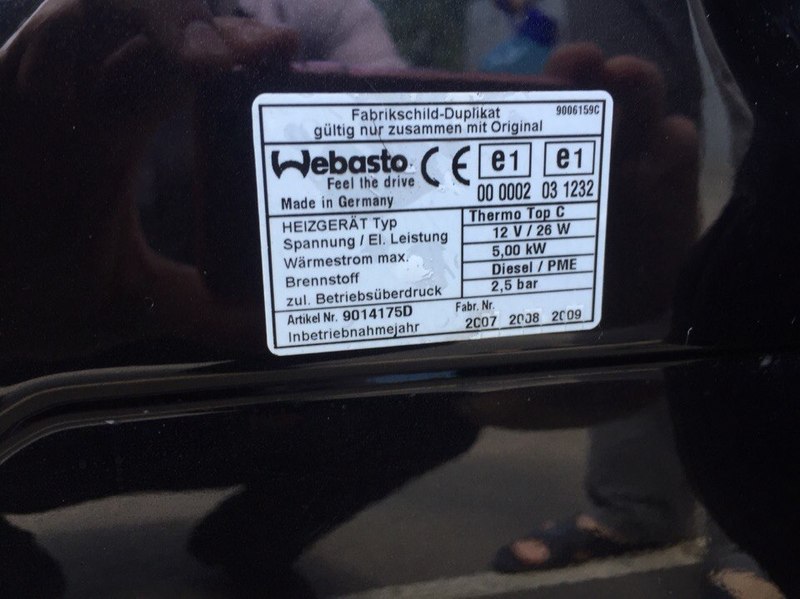 Fabrikschild-Duplikat 9006159C
gültig nur zusammen mit Original
Webasto CE e1 e1
Feel the drive
00 0002 03 1232
Made in Germany
HEIZGERÄT Typ Thermo Top C
Spannung / El. Leistung 12 V / 26 W
Wärmestrom max. 5,00 kW
Brennstoff Diesel / PME
zul. Betriebsüberdruck 2,5 bar
Artikel Nr. 9014175D Fabr. Nr.
Inbetriebnahmejahr 2007 2008 2009